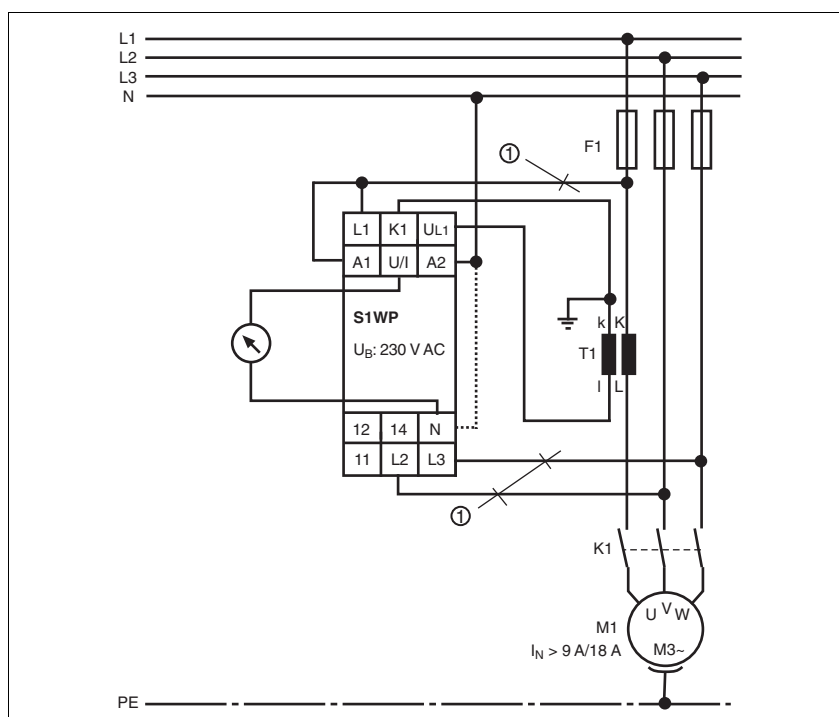 L1
L2
L3
N
F1
①
L1 K1 UL1
A1 U/I A2
S1WP
UB: 230 V AC
k K
T1
l L
12 14 N
11 L2 L3
①
K1
U V W
M1
IN > 9 A/18 A
M3~
PE